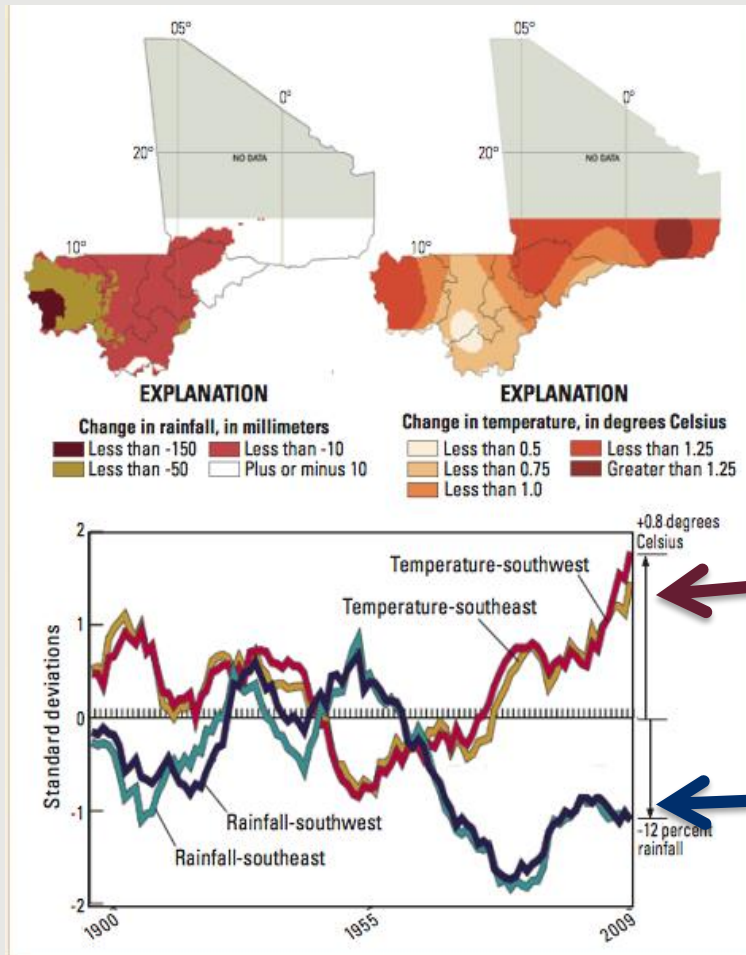 05°
0°
20°
NO DATA
10°
05°
0°
20°
NO DATA
10°
EXPLANATION
Change in rainfall, in millimeters
Less than -150
Less than -10
Less than -50
Plus or minus 10
EXPLANATION
Change in temperature, in degrees Celsius
Less than 0.5
Less than 1.25
Less than 0.75
Greater than 1.25
Less than 1.0
2
1
0
-1
-2
Standard deviations
+0.8 degrees
Celsius
Temperature-southwest
Temperature-southeast
Rainfall-southwest
Rainfall-southeast
-12 percent
rainfall
1900
1955
2009